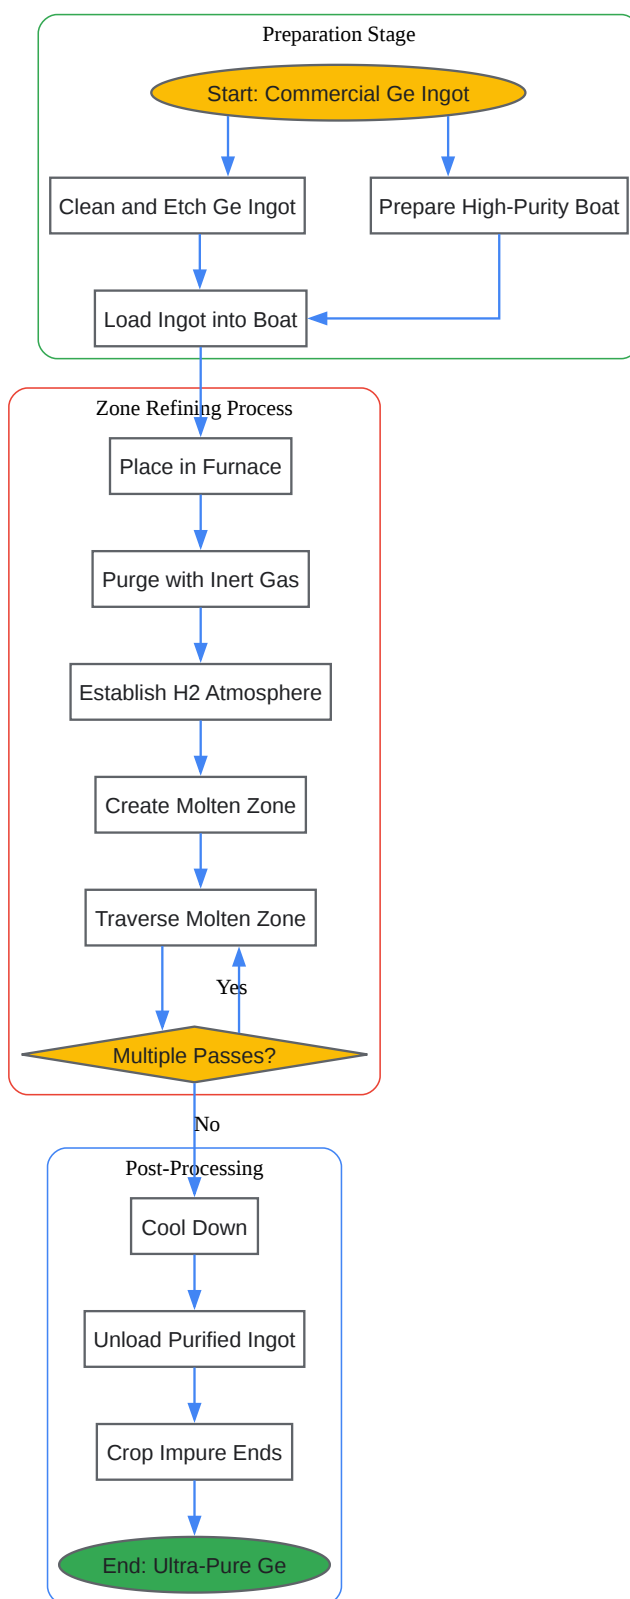 Preparation Stage
Start: Commercial Ge Ingot
Clean and Etch Ge Ingot
Prepare High-Purity Boat
Load Ingot into Boat
Zone Refining Process
Place in Furnace
Purge with Inert Gas
Establish H2 Atmosphere
Create Molten Zone
Traverse Molten Zone
Yes
Multiple Passes?
No
Post-Processing
Cool Down
Unload Purified Ingot
Crop Impure Ends
End: Ultra-Pure Ge